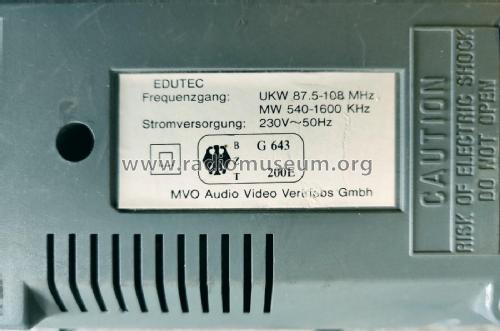 EDUTEC
Frequenzgang: UKW 87.5-108 MHz
MW 540-1600 KHz
Stromversorgung: 230V~50Hz
B G 643
Z
T 200E
www.radiomuseum.org
MVO Audio Video Vertriebs Gmbh
CAUTION
RISK OF ELECTRIC SHOCK
DO NOT OPEN